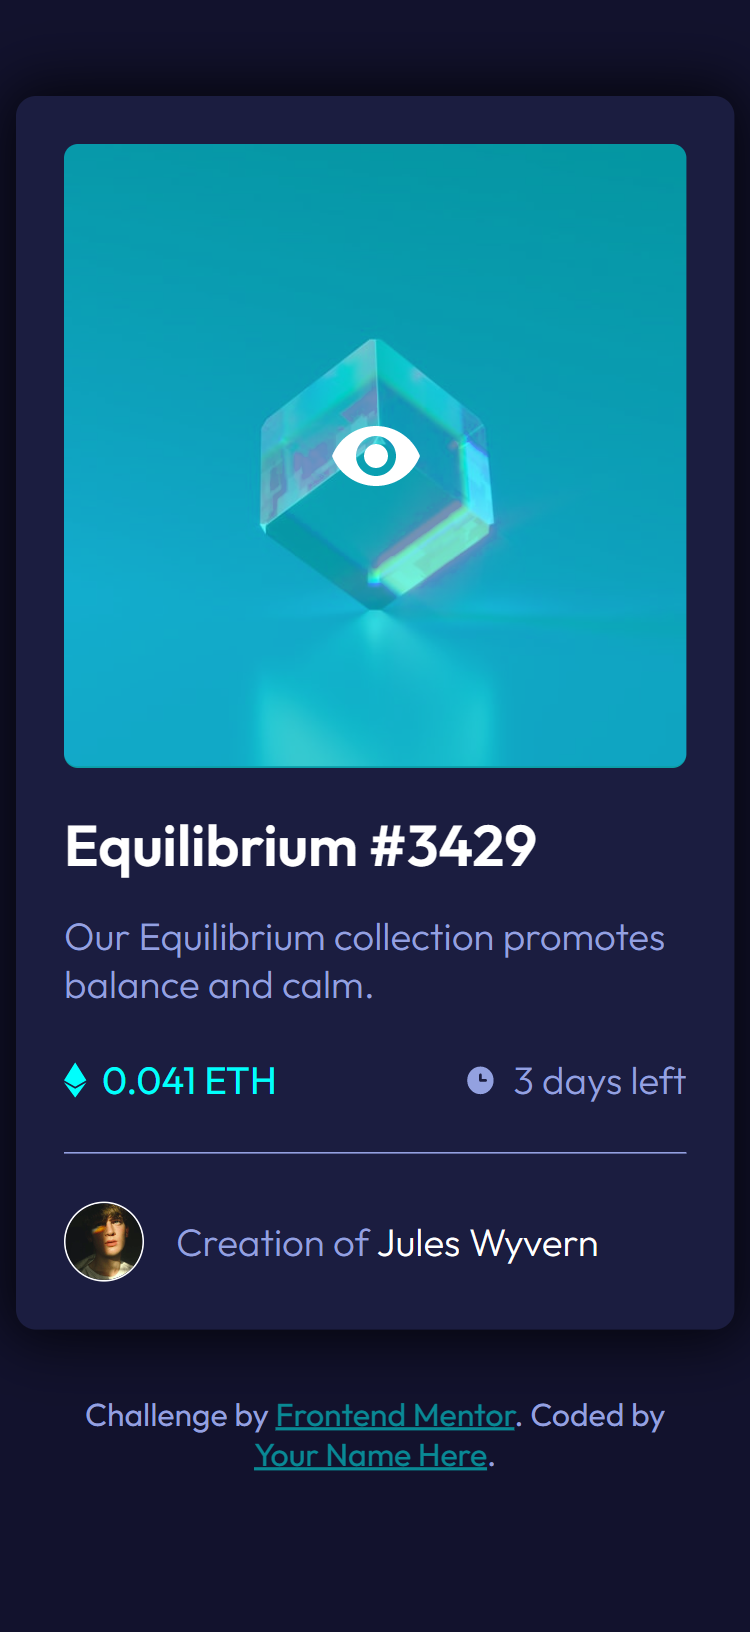 Equilibrium #3429
Our Equilibrium collection promotes
balance and calm.
0.041 ETH
3 days left
Creation of Jules Wyvern
Challenge by Frontend Mentor. Coded by
Your Name Here.